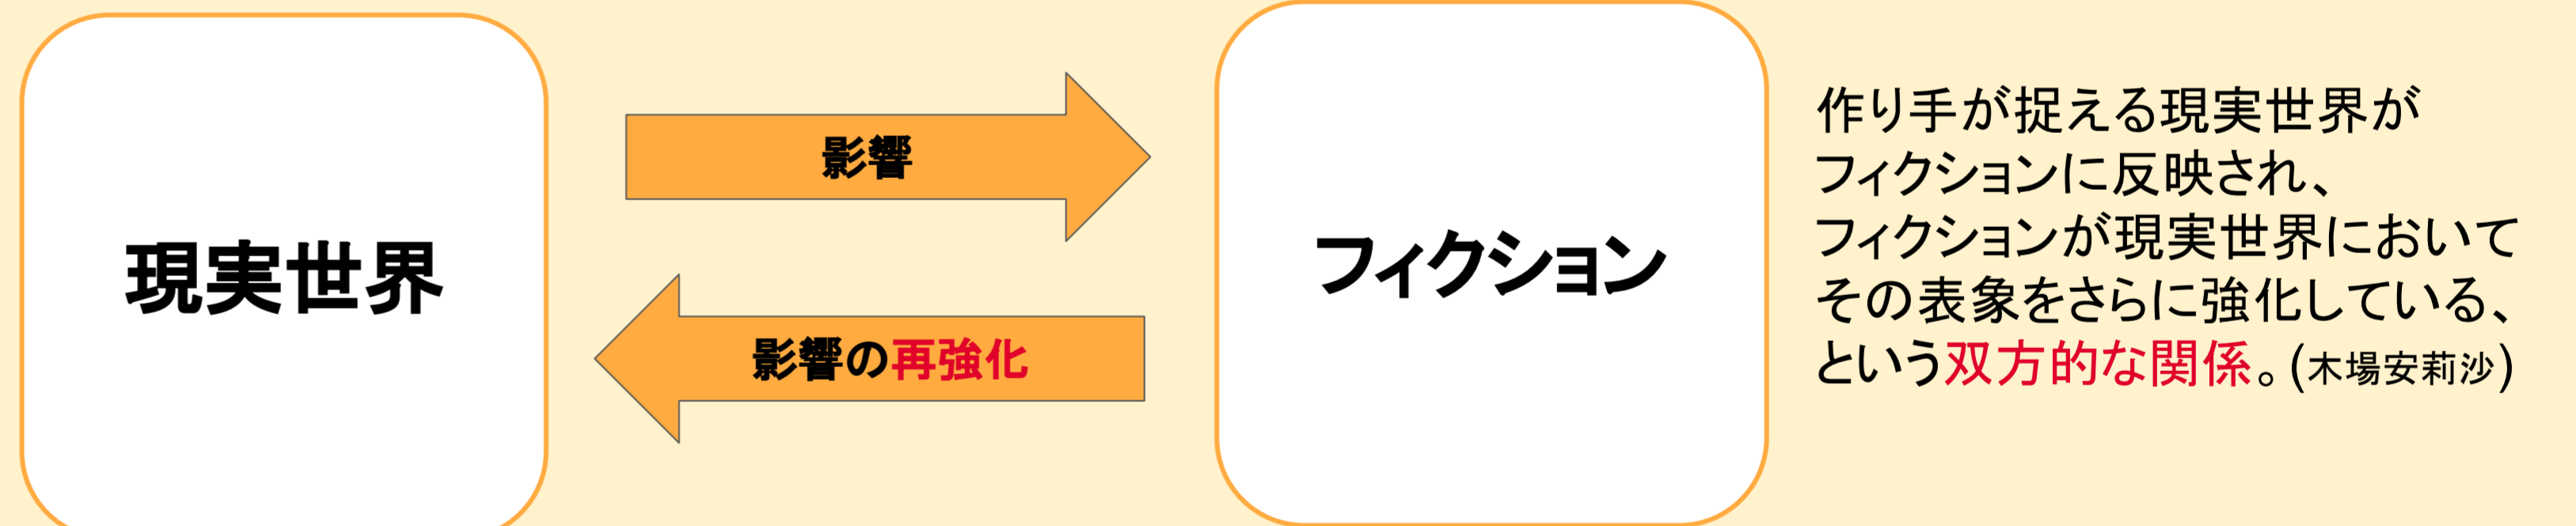 現実世界
影響
影響の再強化
フィクション
作り手が捉える現実世界が
フィクションに反映され、
フィクションが現実世界において
その表象をさらに強化している、
という双方的な関係。(木場安莉沙)